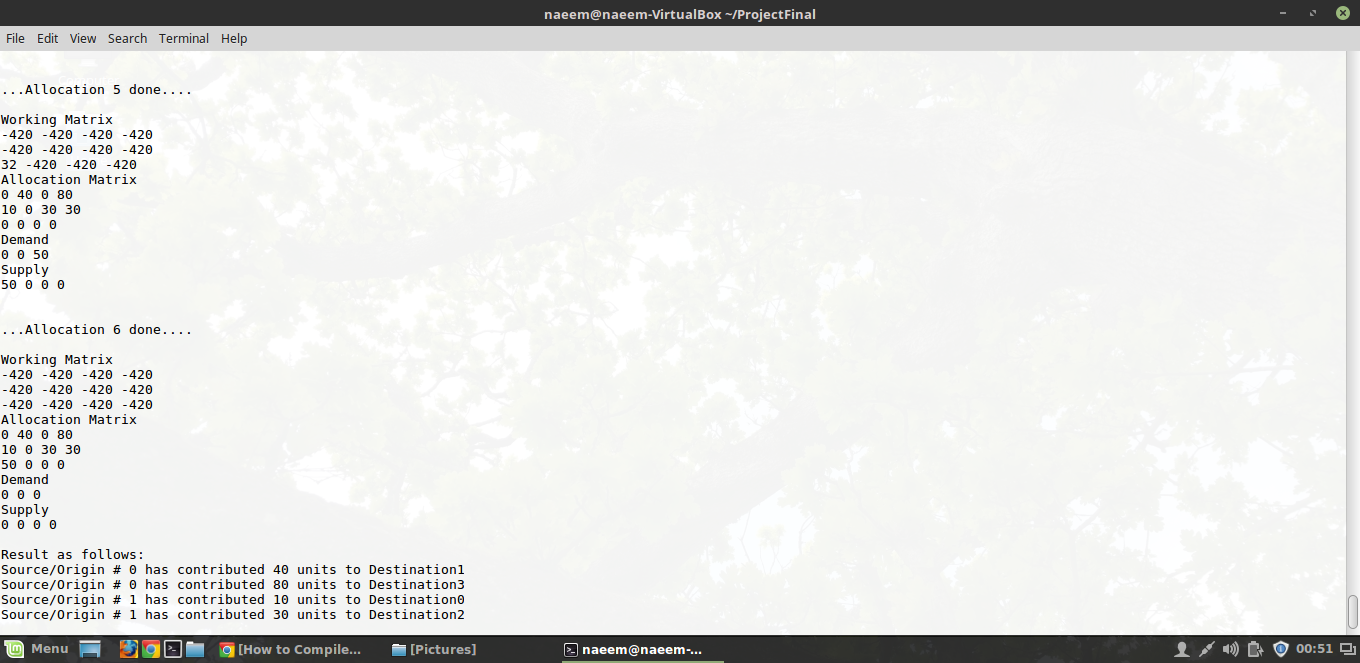 naeem@naeem-VirtualBox ~/ProjectFinal
File Edit View Search Terminal Help
...Allocation 5 done....
Working Matrix
-420 -420 -420 -420
-420 -420 -420 -420
32 -420 -420 -420
Allocation Matrix
0 40 0 80
10 0 30 30
0 0 0 0
Demand
0 0 50
Supply
50 0 0 0
...Allocation 6 done....
Working Matrix
-420 -420 -420 -420
-420 -420 -420 -420
-420 -420 -420 -420
Allocation Matrix
0 40 0 80
10 0 30 30
50 0 0 0
Demand
0 0 0
Supply
0 0 0 0
Result as follows:
Source/Origin # 0 has contributed 40 units to Destination1
Source/Origin # 0 has contributed 80 units to Destination3
Source/Origin # 1 has contributed 10 units to Destination0
Source/Origin # 1 has contributed 30 units to Destination2
Menu [How to Compile... [Pictures] naeem@naeem-... 00:51